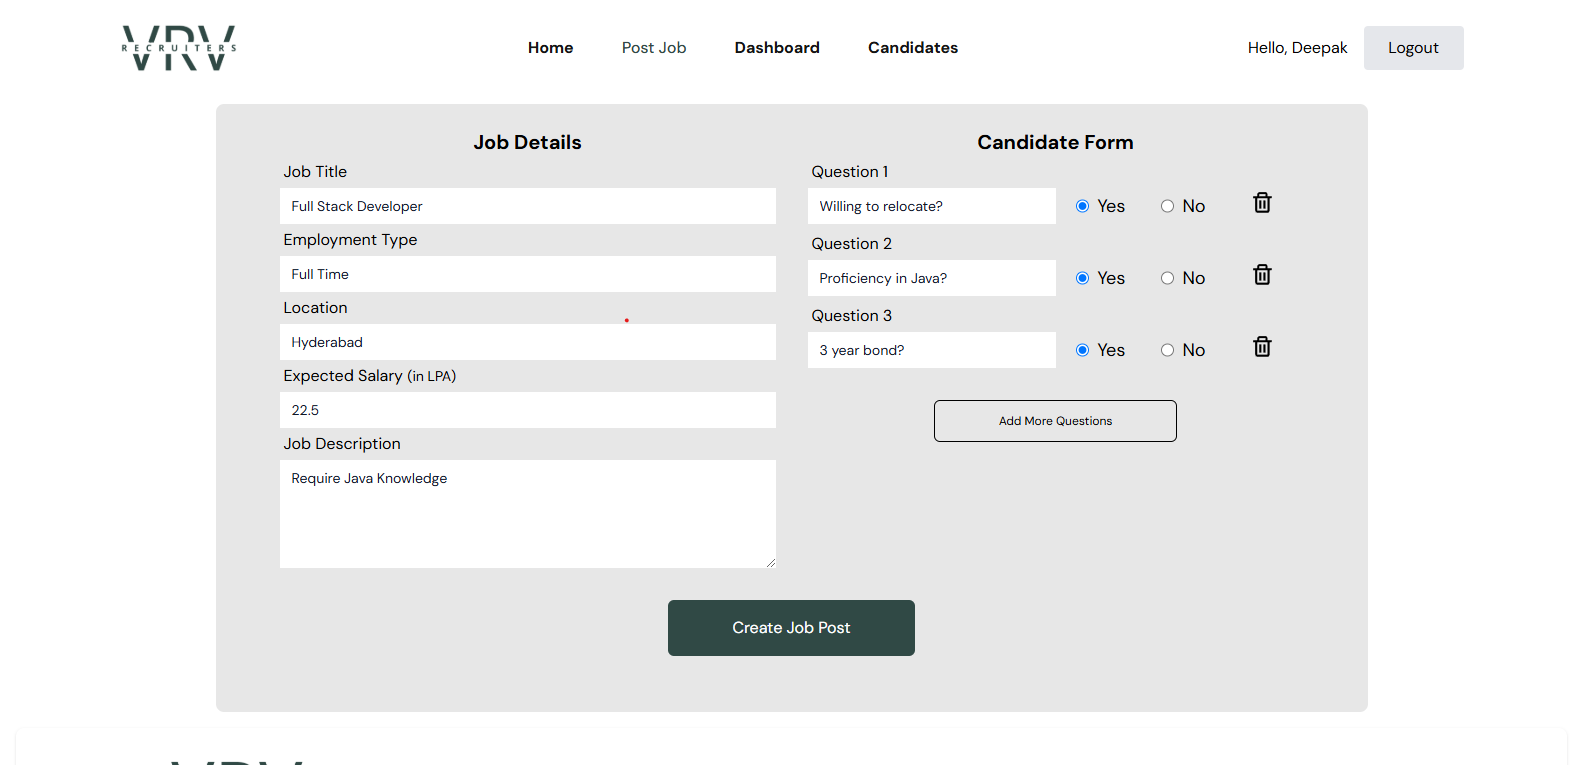 VRV
RECRUITERS
Home
Post Job
Dashboard
Candidates
Hello, Deepak
Logout
Job Details
Job Title
Full Stack Developer
Employment Type
Full Time
Location
Hyderabad
Expected Salary (in LPA)
22.5
Job Description
Require Java Knowledge
Candidate Form
Question 1
Willing to relocate? Yes No
Question 2
Proficiency in Java? Yes No
Question 3
3 year bond? Yes No
Add More Questions
Create Job Post
VRV